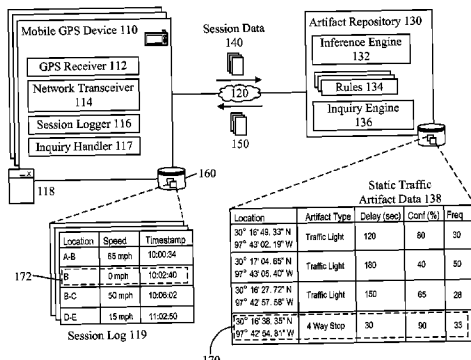 Mobile GPS Device 110
GPS Receiver 112
Network Transceiver
114
Session Logger 116
Inquiry Handler 117
118
Session Data
140
120
150
Artifact Repository 130
Inference Engine
132
Rules 134
Inquiry Engine
136
160
Location Speed Timestamp
A-B 65 mph 10:00:34
B 0 mph 10:02:40
B-C 50 mph 10:06:02
D-E 15 mph 11:02:50
172
Session Log 119
Static Traffic
Artifact Data 138
Location Artifact Type Delay (sec) Conf (%) Freq
30° 16' 49. 33" N
97° 43' 02. 19" W Traffic Light 120 80 30
30° 17' 04. 65" N
97° 43' 05. 40" W Traffic Light 180 40 50
30° 16' 27. 72" N
97° 42' 57. 58" W Traffic Light 150 65 28
30° 16' 38. 35" N
97° 42' 54. 81" W 4 Way Stop 30 90 35
170